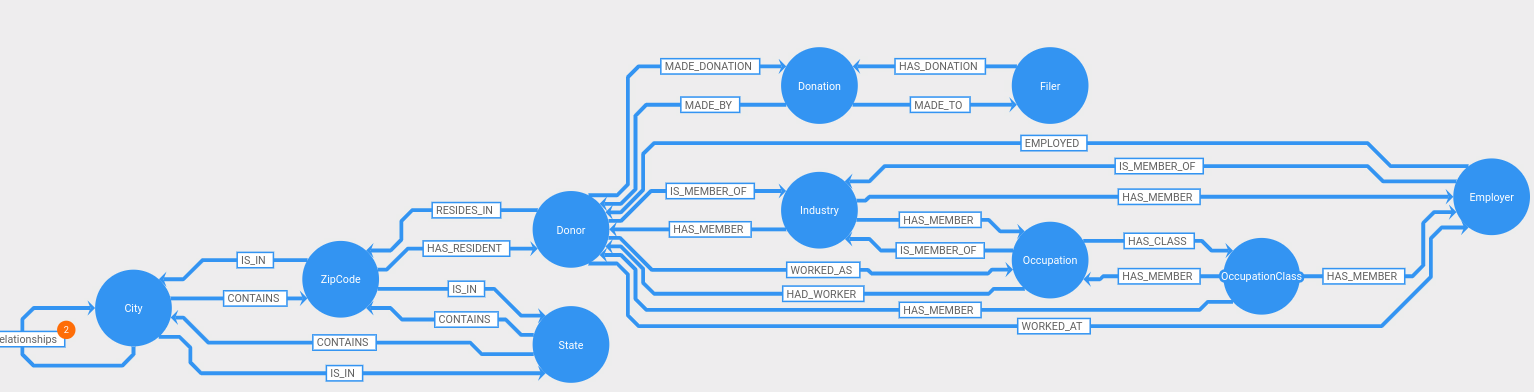 MADE_DONATION
HAS_DONATION
Donation
Filer
MADE_BY
MADE_TO
EMPLOYED
IS_MEMBER_OF
IS_MEMBER_OF
HAS_MEMBER
Employer
RESIDES_IN
Industry
HAS_MEMBER
Donor
HAS_MEMBER
HAS_CLASS
HAS_RESIDENT
IS_MEMBER_OF
IS_IN
Occupation
WORKED_AS
ZipCode
HAS_MEMBER
OccupationClass
HAS_MEMBER
IS_IN
HAD_WORKER
CONTAINS
City
HAS_MEMBER
CONTAINS
WORKED_AT
2
elationships
CONTAINS
State
IS_IN